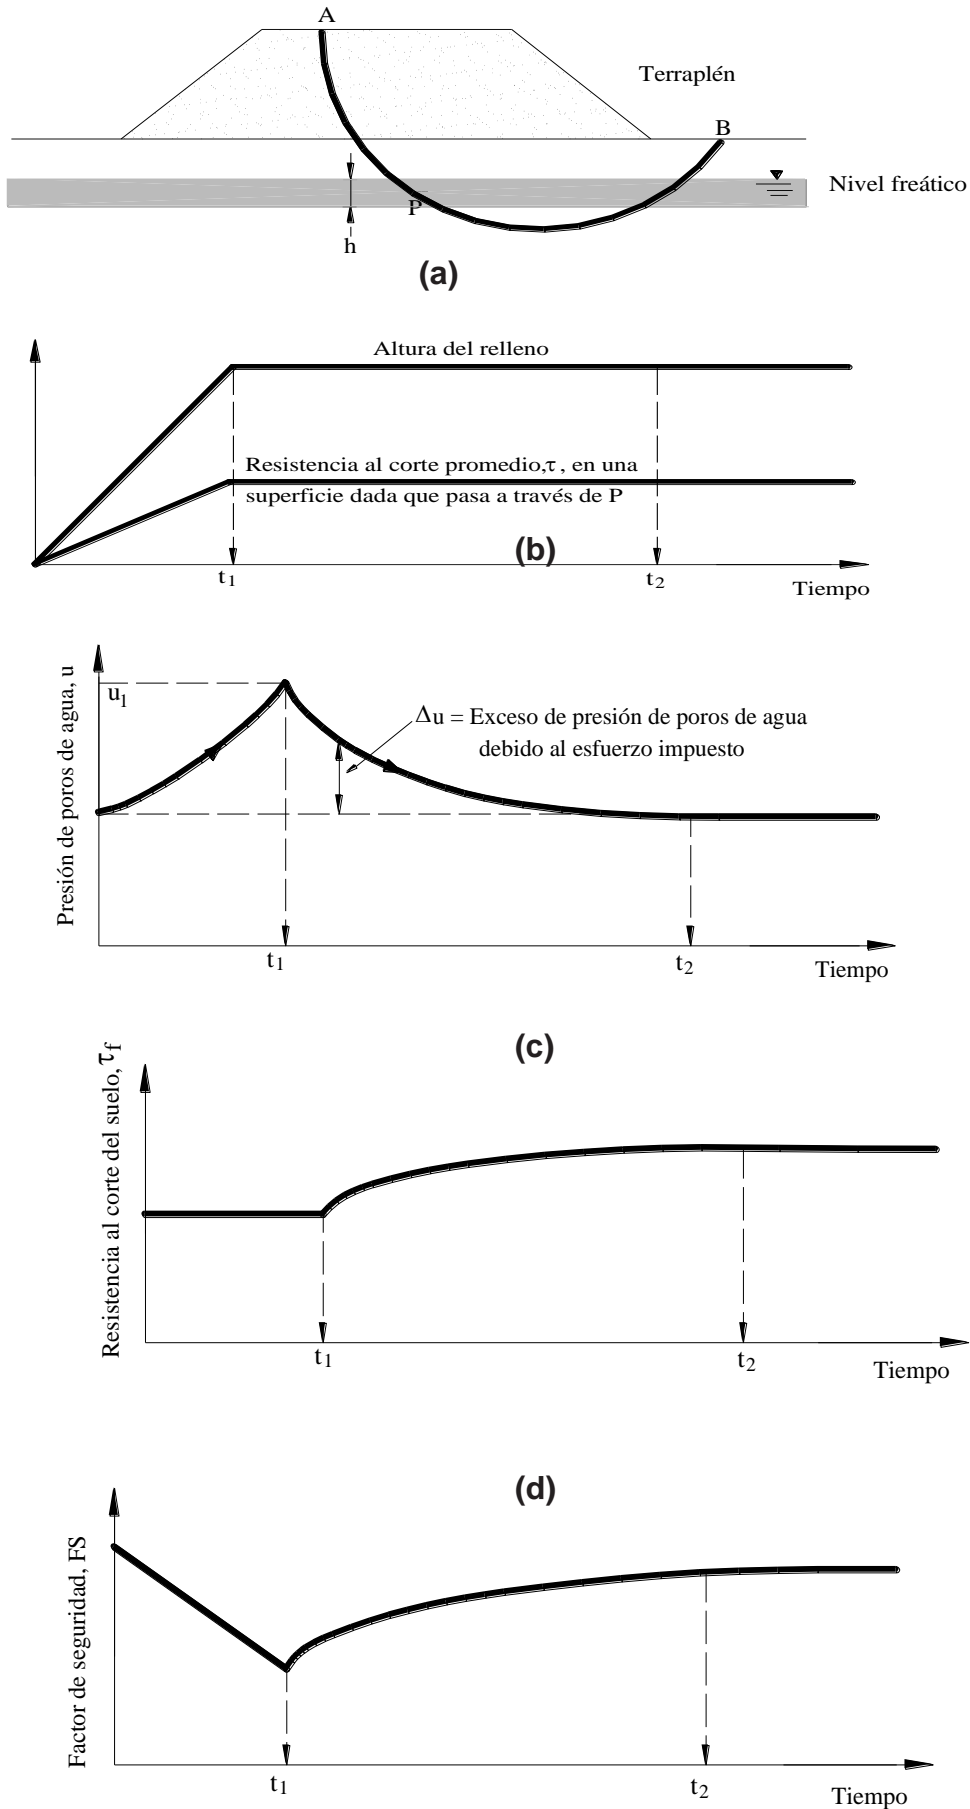 A
Terraplén
B
Nivel freático
P
h
(a)
Altura del relleno
Resistencia al corte promedio,τ , en una
superficie dada que pasa a través de P
(b)
t1
t2
Tiempo
Presión de poros de agua, u
u1
Δu = Exceso de presión de poros de agua
debido al esfuerzo impuesto
t1
t2
Tiempo
(c)
Resistencia al corte del suelo, τf
t1
t2
Tiempo
(d)
Factor de seguridad, FS
t1
t2
Tiempo